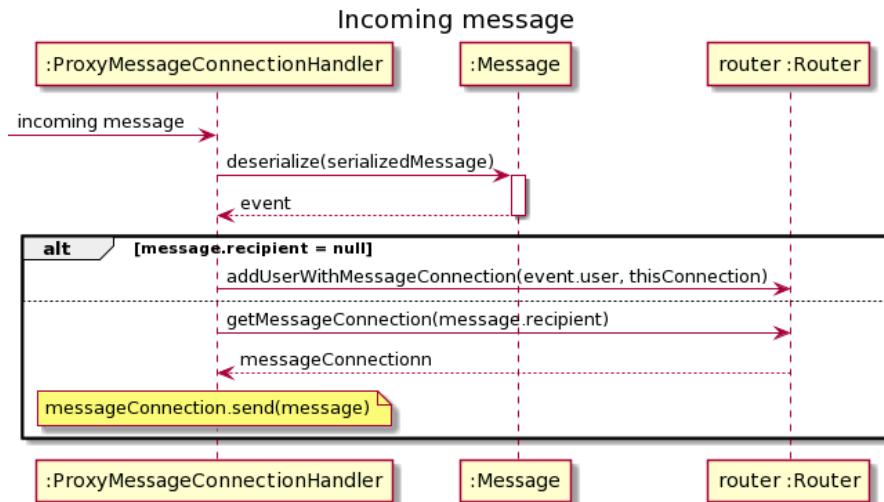 Incoming message
:ProxyMessageConnectionHandler :Message router :Router
incoming message
deserialize(serializedMessage)
event
alt [message.recipient = null]
addUserWithMessageConnection(event.user, thisConnection)
getMessageConnection(message.recipient)
messageConnectionn
messageConnection.send(message)
:ProxyMessageConnectionHandler :Message router :Router